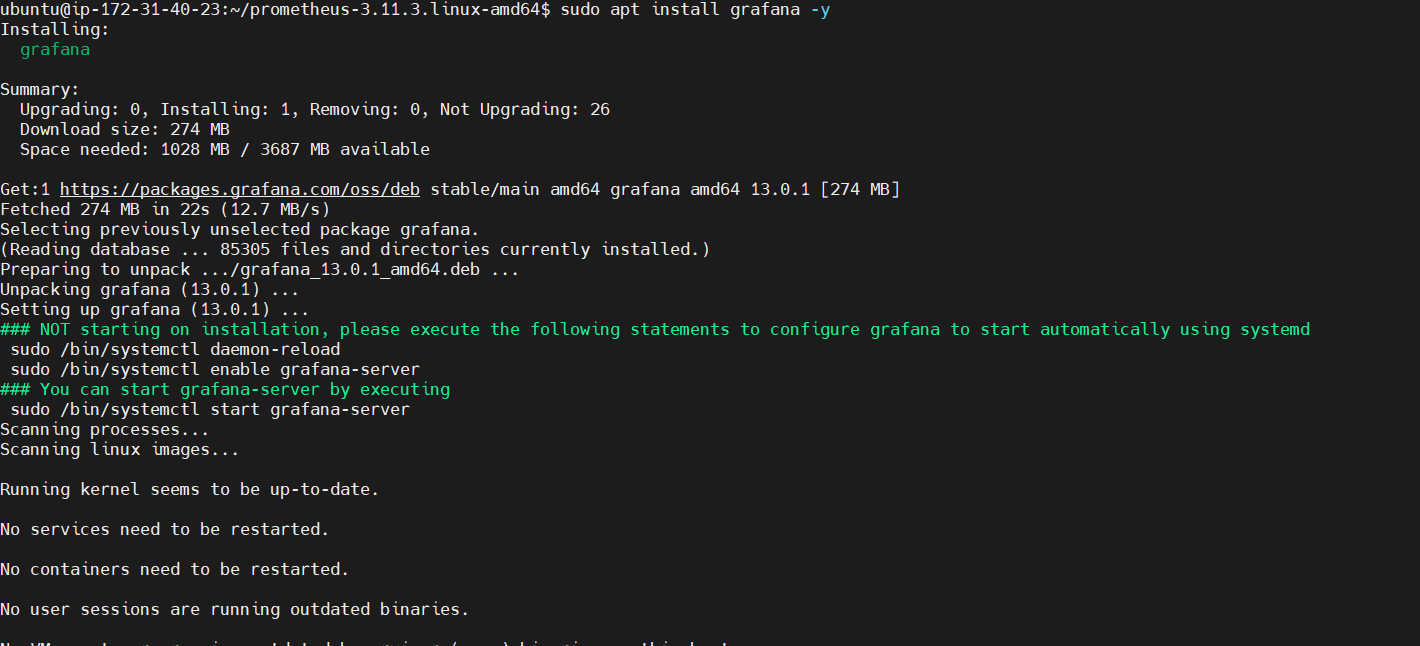 ubuntu@ip-172-31-40-23:~/prometheus-3.11.3.linux-amd64$ sudo apt install grafana -y
Installing:
  grafana
Summary:
  Upgrading: 0, Installing: 1, Removing: 0, Not Upgrading: 26
  Download size: 274 MB
  Space needed: 1028 MB / 3687 MB available
Get:1 https://packages.grafana.com/oss/deb stable/main amd64 grafana amd64 13.0.1 [274 MB]
Fetched 274 MB in 22s (12.7 MB/s)
Selecting previously unselected package grafana.
(Reading database ... 85305 files and directories currently installed.)
Preparing to unpack .../grafana_13.0.1_amd64.deb ...
Unpacking grafana (13.0.1) ...
Setting up grafana (13.0.1) ...
### NOT starting on installation, please execute the following statements to configure grafana to start automatically using systemd
 sudo /bin/systemctl daemon-reload
 sudo /bin/systemctl enable grafana-server
### You can start grafana-server by executing
 sudo /bin/systemctl start grafana-server
Scanning processes...
Scanning linux images...
Running kernel seems to be up-to-date.
No services need to be restarted.
No containers need to be restarted.
No user sessions are running outdated binaries.